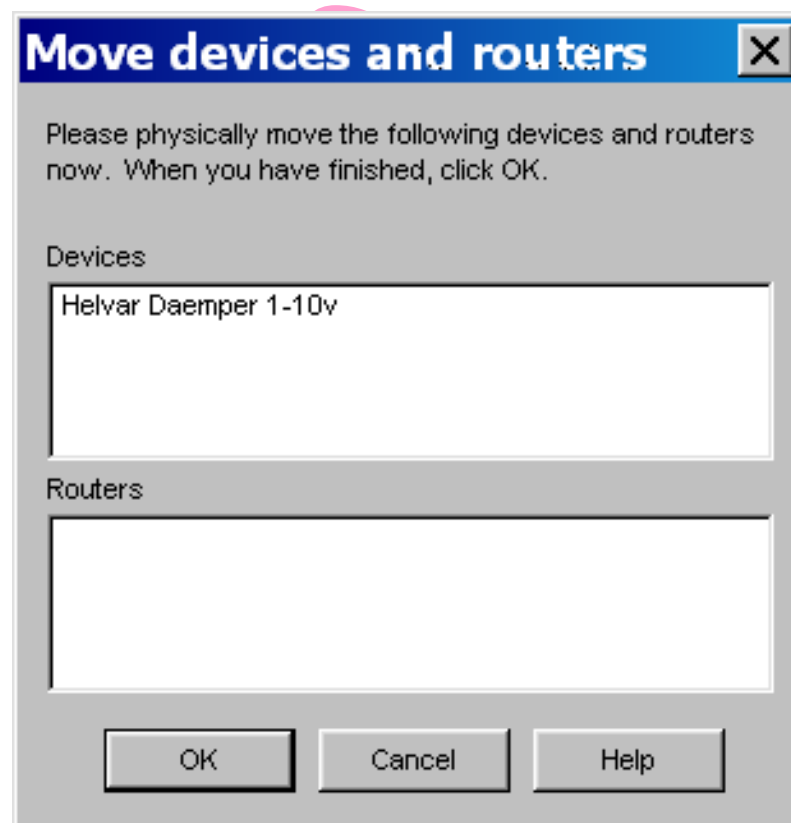 Move devices and routers
Please physically move the following devices and routers
now. When you have finished, click OK.
Devices
Helvar Daemper 1-10v
Routers
OK Cancel Help